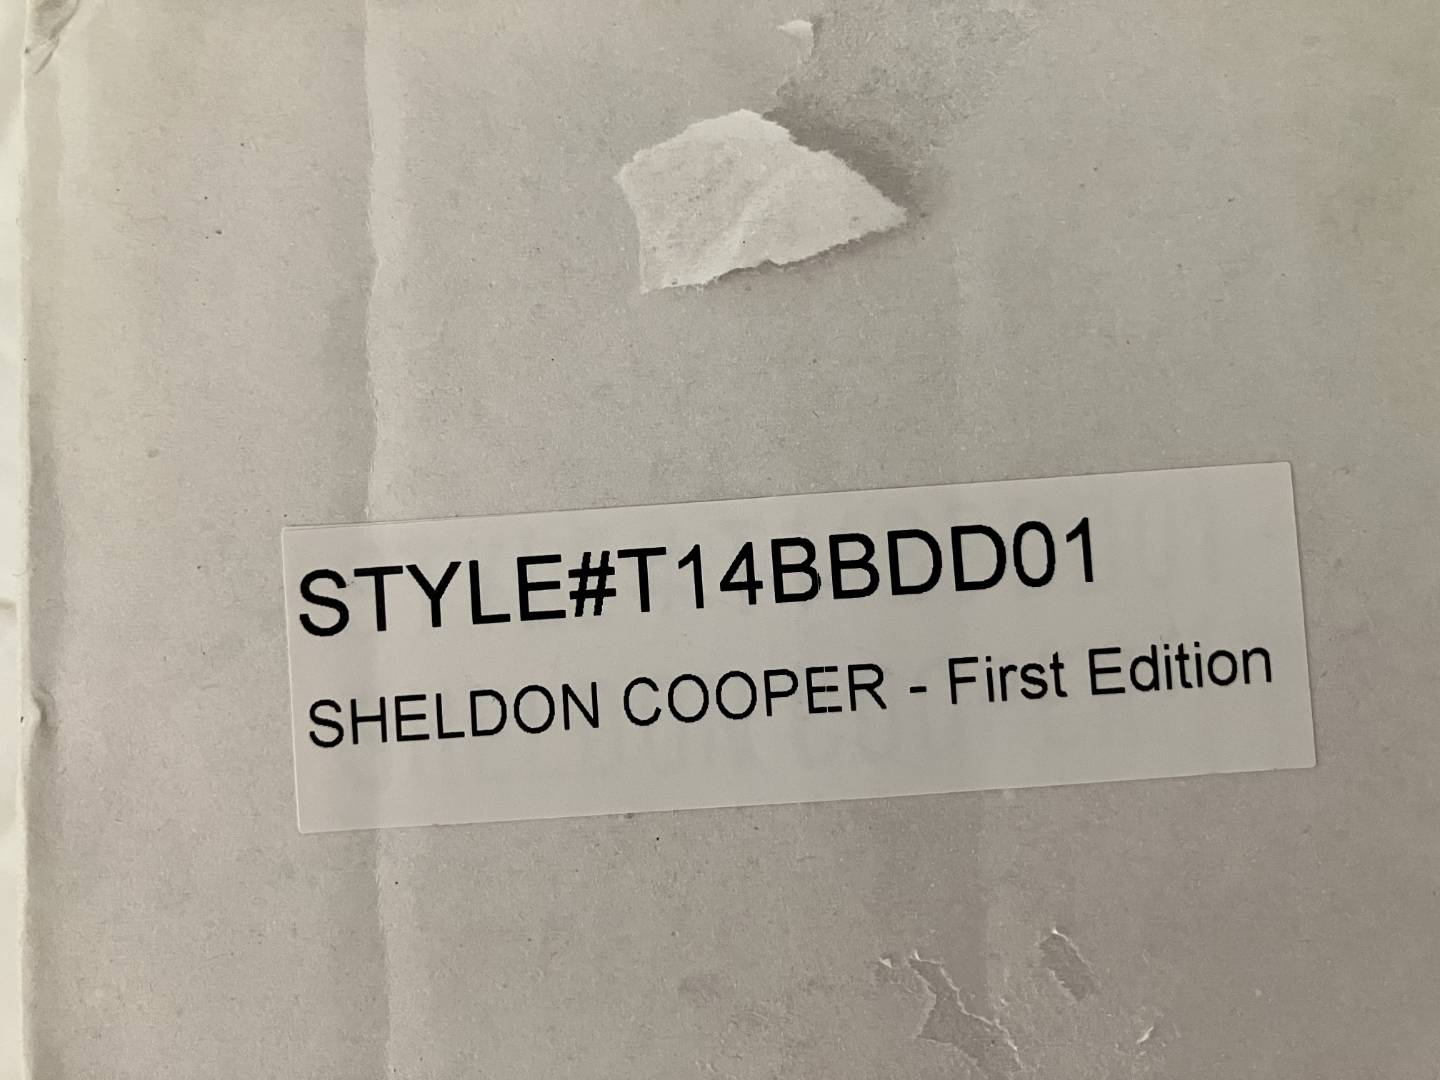 STYLE#T14BBDD01
SHELDON COOPER - First Edition